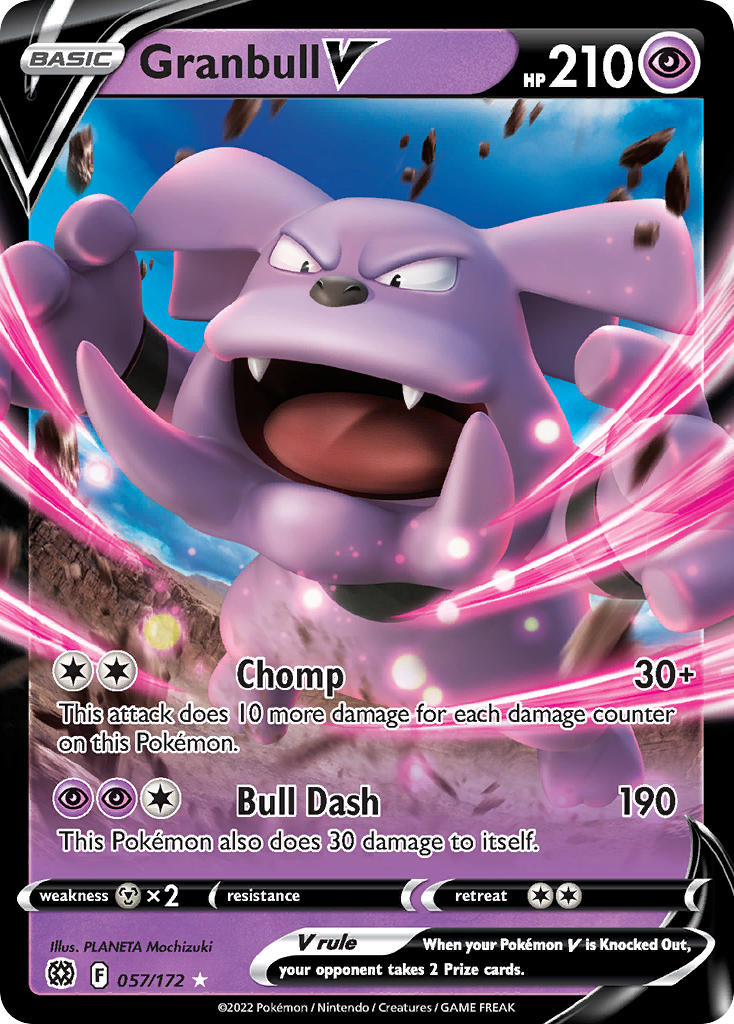 BASIC
Granbull V
HP 210
Chomp 30+
This attack does 10 more damage for each damage counter
on this Pokémon.
Bull Dash 190
This Pokémon also does 30 damage to itself.
weakness ×2 resistance retreat
Illus. PLANETA Mochizuki
V rule When your Pokémon V is Knocked Out,
your opponent takes 2 Prize cards.
F 057/172
©2022 Pokémon / Nintendo / Creatures / GAME FREAK